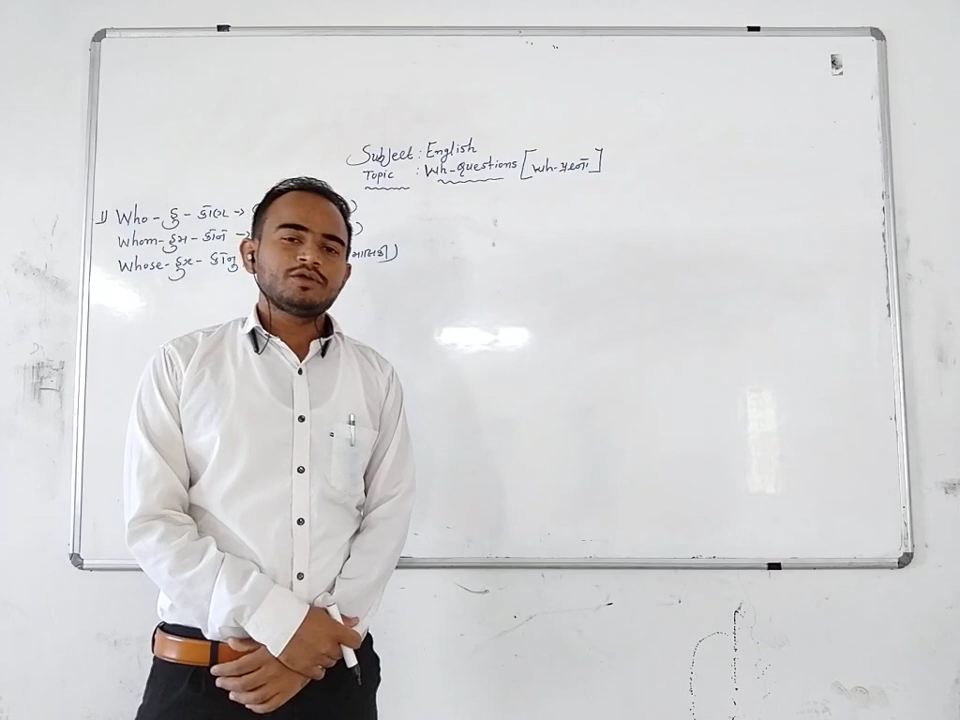 Subject : English
Topic : Wh-Questions [Wh-પ્રશ્નો]
1) Who - હુ - કોણ → ( )
Whom - હુમ - કોને → )
Whose - હુઝ - કોનુ માલિકી)